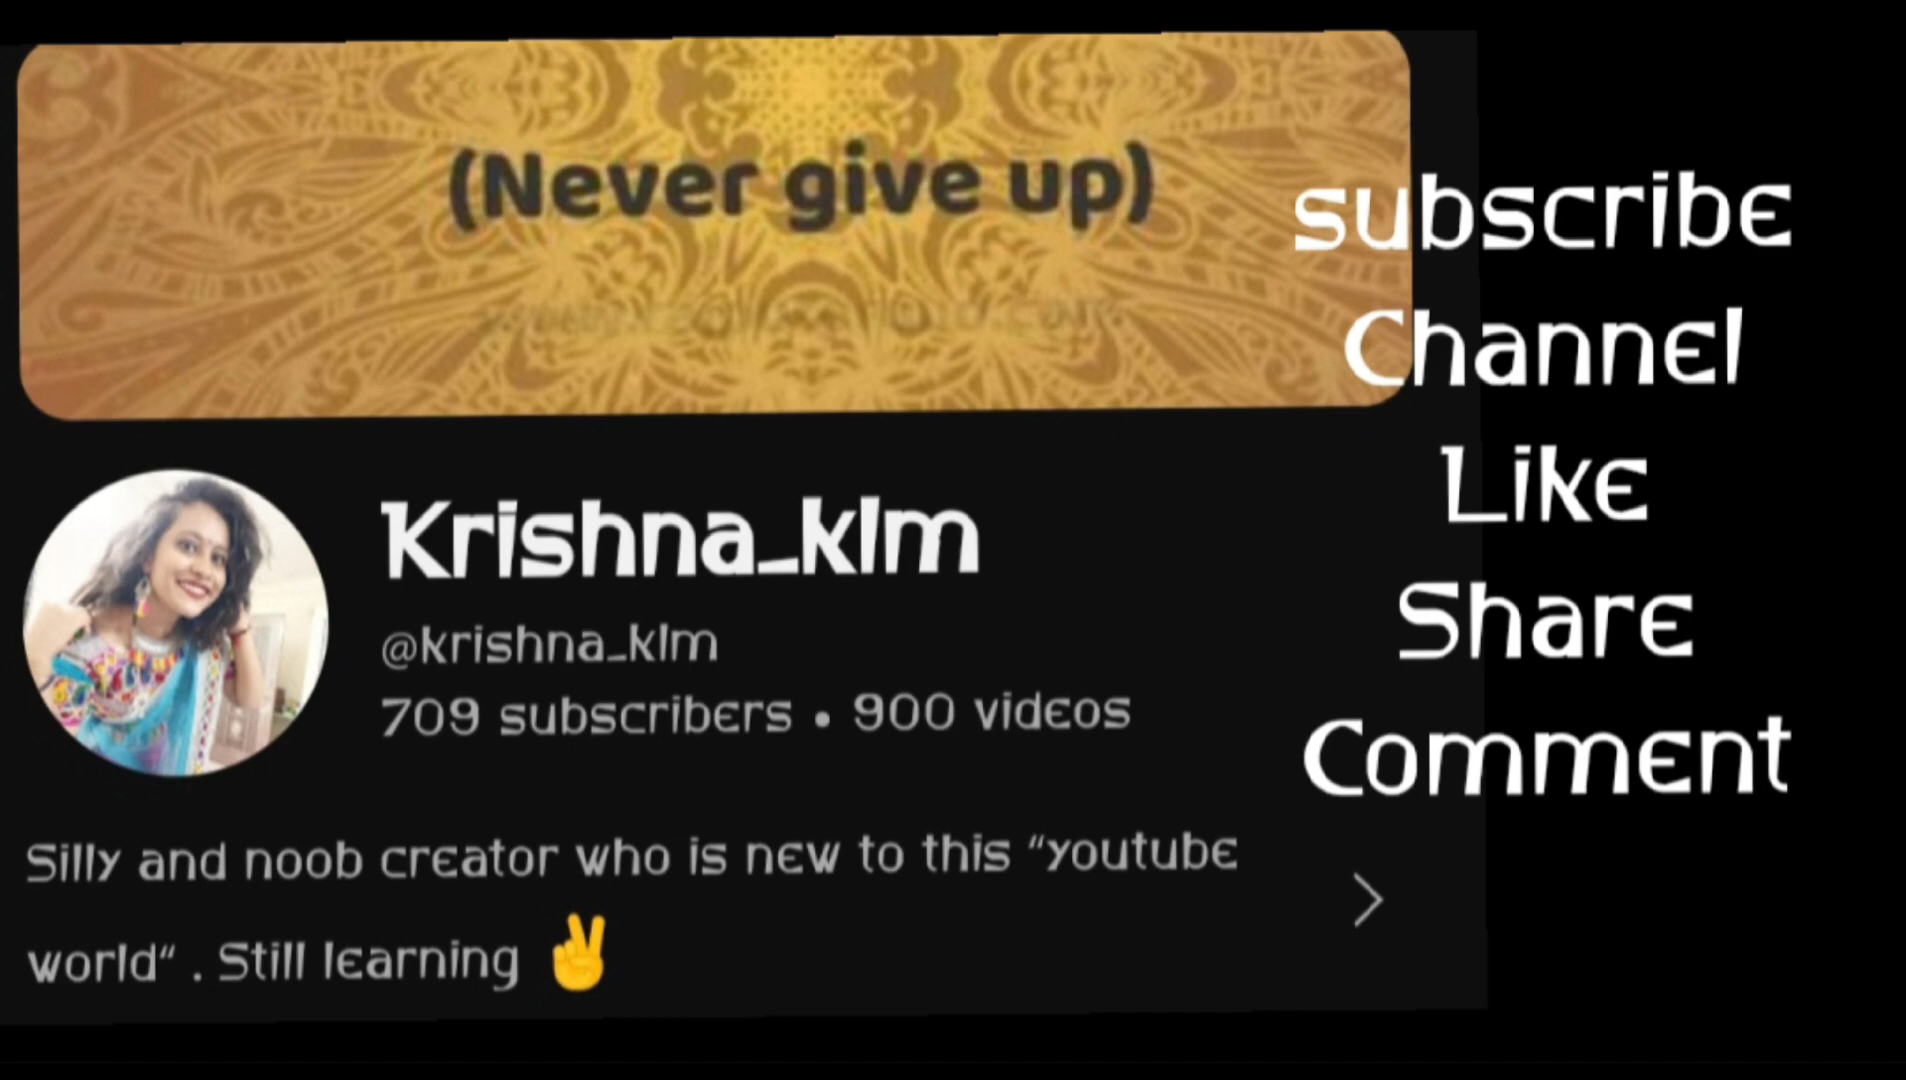 (Never give up)
subscribe
Channel
Like
Share
Comment
Krishna_klm
@krishna_klm
709 subscribers • 900 videos
Silly and noob creator who is new to this “youtube
world“ . Still learning ✌️